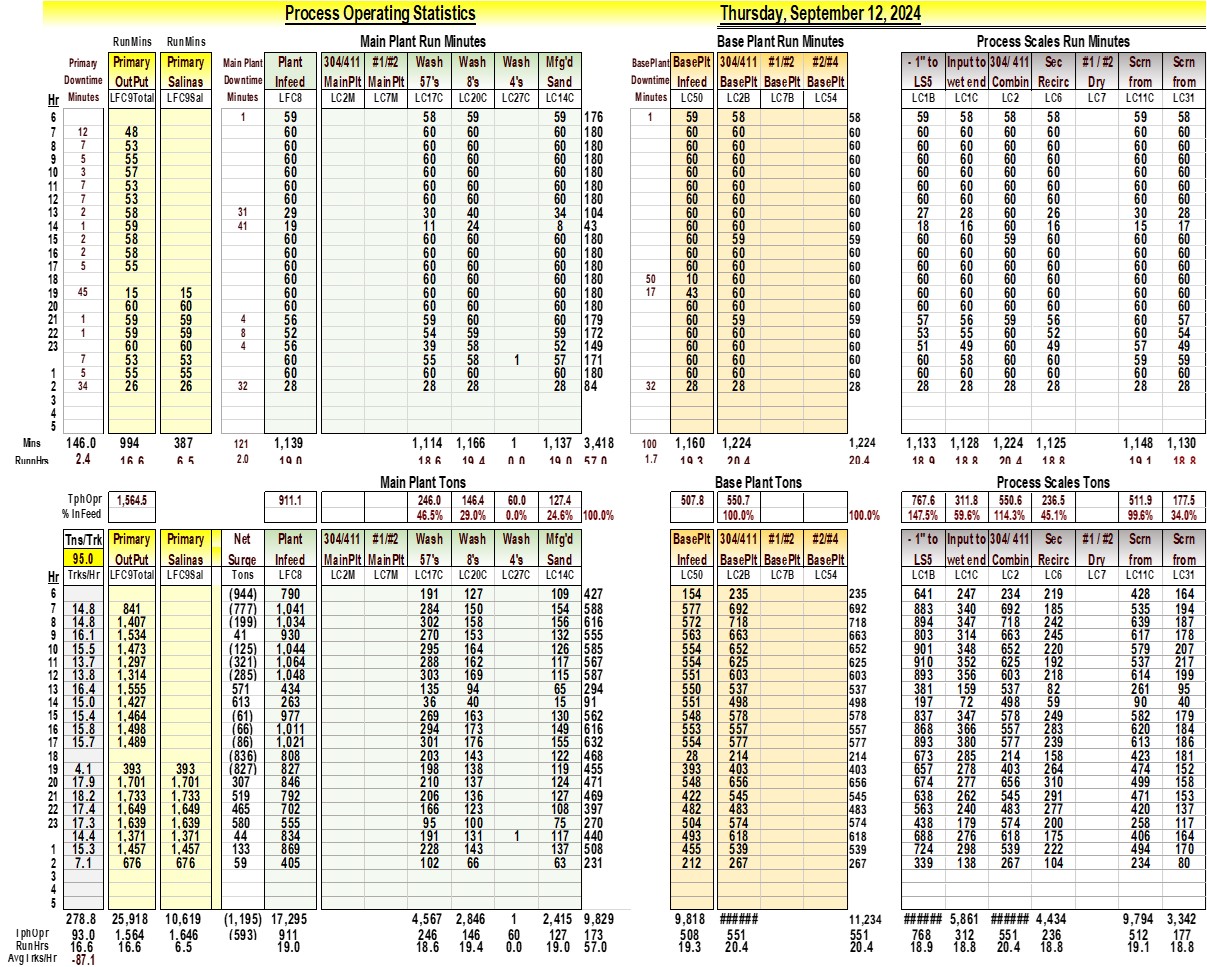 Process Operating Statistics Thursday, September 12, 2024
RunMins RunMins Main Plant Run Minutes Base Plant Run Minutes Process Scales Run Minutes
Primary Primary Primary Main Plant Plant 304/411 #1/#2 Wash Wash Wash Mfg'd BasePlant BasePlt 304/411 #1/#2 #2/#4 - 1" to Input to 304/ 411 Sec #1 / #2 Scrn Scrn
Downtime OutPut Salinas Downtime Infeed MainPlt MainPlt 57's 8's 4's Sand Downtime Infeed BasePlt BasePlt BasePlt LS5 wet end Combin Recirc Dry from from
Hr Minutes LFC9Total LFC9Sal Minutes LFC8 LC2M LC7M LC17C LC20C LC27C LC14C Minutes LC50 LC2B LC7B LC54 LC1B LC1C LC2 LC6 LC7 LC11C LC31
6 1 59 58 59 59 176 1 59 58 58 59 58 58 58 59 58
7 12 48 60 60 60 60 180 60 60 60 60 60 60 60 60 60
8 7 53 60 60 60 60 180 60 60 60 60 60 60 60 60 60
9 5 55 60 60 60 60 180 60 60 60 60 60 60 60 60 60
10 3 57 60 60 60 60 180 60 60 60 60 60 60 60 60 60
11 7 53 60 60 60 60 180 60 60 60 60 60 60 60 60 60
12 7 53 60 60 60 60 180 60 60 60 60 60 60 60 60 60
13 2 58 31 29 30 40 34 104 60 60 60 27 28 60 26 30 28
14 1 59 41 19 11 24 8 43 60 60 60 18 16 60 16 15 17
15 2 58 60 60 60 60 180 60 59 59 60 60 59 60 60 60
16 2 58 60 60 60 60 180 60 60 60 60 60 60 60 60 60
17 5 55 60 60 60 60 180 60 60 60 60 60 60 60 60 60
18 60 60 60 60 180 50 10 60 60 60 60 60 60 60 60
19 45 15 15 60 60 60 60 180 17 43 60 60 60 60 60 60 60 60
20 60 60 60 60 60 60 180 60 60 60 60 60 60 60 60 60
21 1 59 59 4 56 59 60 60 179 60 59 59 57 56 59 56 60 57
22 1 59 59 8 52 54 59 59 172 60 60 60 53 55 60 52 60 54
23 60 60 4 56 39 58 52 149 60 60 60 51 49 60 49 57 49
7 53 53 60 55 58 1 57 171 60 60 60 60 58 60 60 59 59
1 5 55 55 60 60 60 60 180 60 60 60 60 60 60 60 60 60
2 34 26 26 32 28 28 28 28 84 32 28 28 28 28 28 28 28 28 28
3
4
5
Mins 146.0 994 387 121 1,139 1,114 1,166 1 1,137 3,418 100 1,160 1,224 1,224 1,133 1,128 1,224 1,125 1,148 1,130
RunnHrs 2.4 16.6 6.5 2.0 19.0 18.6 19.4 0.0 19.0 57.0 1.7 19.3 20.4 20.4 18.9 18.8 20.4 18.8 19.1 18.8
Main Plant Tons Base Plant Tons Process Scales Tons
TphOpr 1,564.5 911.1 246.0 146.4 60.0 127.4 507.8 550.7 767.6 311.8 550.6 236.5 511.9 177.5
% InFeed 46.5% 29.0% 0.0% 24.6% 100.0% 100.0% 100.0% 147.5% 59.6% 114.3% 45.1% 99.6% 34.0%
Tns/Trk Primary Primary Net Plant 304/411 #1/#2 Wash Wash Wash Mfg'd BasePlt 304/411 #1/#2 #2/#4 - 1" to Input to 304/ 411 Sec #1 / #2 Scrn Scrn
95.0 OutPut Salinas Surge Infeed MainPlt MainPlt 57's 8's 4's Sand Infeed BasePlt BasePlt BasePlt LS5 wet end Combin Recirc Dry from from
Hr Trks/Hr LFC9Total LFC9Sal Tons LFC8 LC2M LC7M LC17C LC20C LC27C LC14C LC50 LC2B LC7B LC54 LC1B LC1C LC2 LC6 LC7 LC11C LC31
6 (944) 790 191 127 109 427 154 235 235 641 247 234 219 428 164
7 14.8 841 (777) 1,041 284 150 154 588 577 692 692 883 340 692 185 535 194
8 14.8 1,407 (199) 1,034 302 158 156 616 572 718 718 894 347 718 242 639 187
9 16.1 1,534 41 930 270 153 132 555 563 663 663 803 314 663 245 617 178
10 15.5 1,473 (125) 1,044 295 164 126 585 554 652 652 901 348 652 220 579 207
11 13.7 1,297 (321) 1,064 288 162 117 567 554 625 625 910 352 625 192 537 217
12 13.8 1,314 (285) 1,048 303 169 115 587 551 603 603 893 356 603 218 614 199
13 16.4 1,555 571 434 135 94 65 294 550 537 537 381 159 537 82 261 95
14 15.0 1,427 613 263 36 40 15 91 551 498 498 197 72 498 59 90 40
15 15.4 1,464 (61) 977 269 163 130 562 548 578 578 837 347 578 249 582 179
16 15.8 1,498 (66) 1,011 294 173 149 616 553 557 557 868 366 557 283 620 184
17 15.7 1,489 (86) 1,021 301 176 155 632 554 577 577 893 380 577 239 613 186
18 (836) 808 203 143 122 468 28 214 214 673 285 214 158 423 181
19 4.1 393 393 (827) 827 198 138 119 455 393 403 403 657 278 403 264 474 152
20 17.9 1,701 1,701 307 846 210 137 124 471 548 656 656 674 277 656 310 499 158
21 18.2 1,733 1,733 519 792 206 136 127 469 422 545 545 638 262 545 291 471 153
22 17.4 1,649 1,649 465 702 166 123 108 397 482 483 483 563 240 483 277 420 137
23 17.3 1,639 1,639 580 555 95 100 75 270 504 574 574 438 179 574 200 258 117
14.4 1,371 1,371 44 834 191 131 1 117 440 493 618 618 688 276 618 175 406 164
1 15.3 1,457 1,457 133 869 228 143 137 508 455 539 539 724 298 539 222 494 170
2 7.1 676 676 59 405 102 66 63 231 212 267 267 339 138 267 104 234 80
3
4
5
278.8 25,918 10,619 (1,195) 17,295 4,567 2,846 1 2,415 9,829 9,818 ###### 11,234 ###### 5,861 ###### 4,434 9,794 3,342
TphOpr 93.0 1.564 1.646 (593) 911 246 146 60 127 173 508 551 551 768 312 551 236 512 177
RunHrs 16.6 16.6 6.5 19.0 18.6 19.4 0.0 19.0 57.0 19.3 20.4 20.4 18.9 18.8 20.4 18.8 19.1 18.8
AvgTrks/Hr -87.1